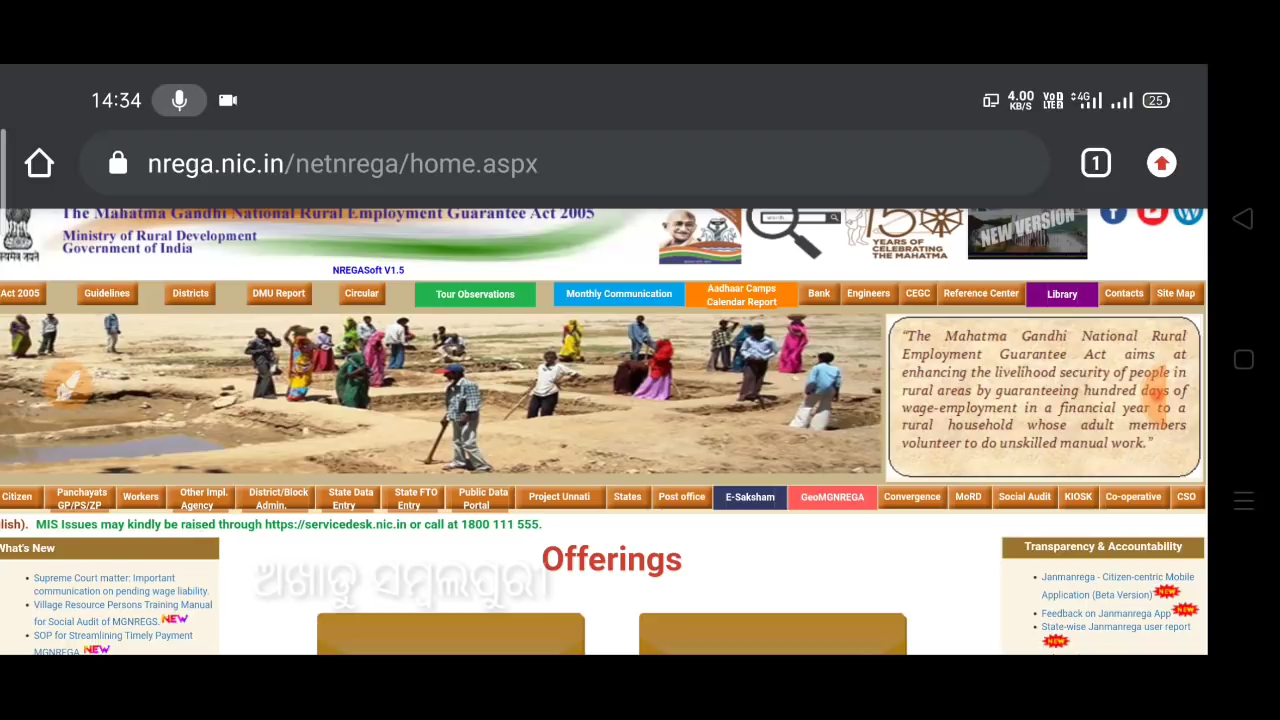 14:34
4.00
KB/S
VoD
LTE2
4G
25
nrega.nic.in/netnrega/home.aspx
1
The Mahatma Gandhi National Rural Employment Guarantee Act 2005
Ministry of Rural Development
Government of India
search..
YEARS OF
CELEBRATING
THE MAHATMA
NEW VERSION
NREGASoft V1.5
Act 2005
Guidelines
Districts
DMU Report
Circular
Tour Observations
Monthly Communication
Aadhaar Camps
Calendar Report
Bank
Engineers
CEGC
Reference Center
Library
Contacts
Site Map
“The Mahatma Gandhi National Rural
Employment Guarantee Act aims at
enhancing the livelihood security of people in
rural areas by guaranteeing hundred days of
wage-employment in a financial year to a
rural household whose adult members
volunteer to do unskilled manual work.”
Citizen
Panchayats
GP/PS/ZP
Workers
Other Impl.
Agency
District/Block
Admin.
State Data
Entry
State FTO
Entry
Public Data
Portal
Project Unnati
States
Post office
E-Saksham
GeoMGNREGA
Convergence
MoRD
Social Audit
KIOSK
Co-operative
CSO
lish). MIS Issues may kindly be raised through https://servicedesk.nic.in or call at 1800 111 555.
What's New
Supreme Court matter: Important
communication on pending wage liability.
Village Resource Persons Training Manual
for Social Audit of MGNREGS. NEW
SOP for Streamlining Timely Payment
MGNREGA. NEW
Offerings
ଅଖାଡୁ ସମ୍ବଲପୁରୀ
Transparency & Accountability
Janmanrega - Citizen-centric Mobile
Application (Beta Version) NEW
Feedback on Janmanrega App NEW
State-wise Janmanrega user report
NEW